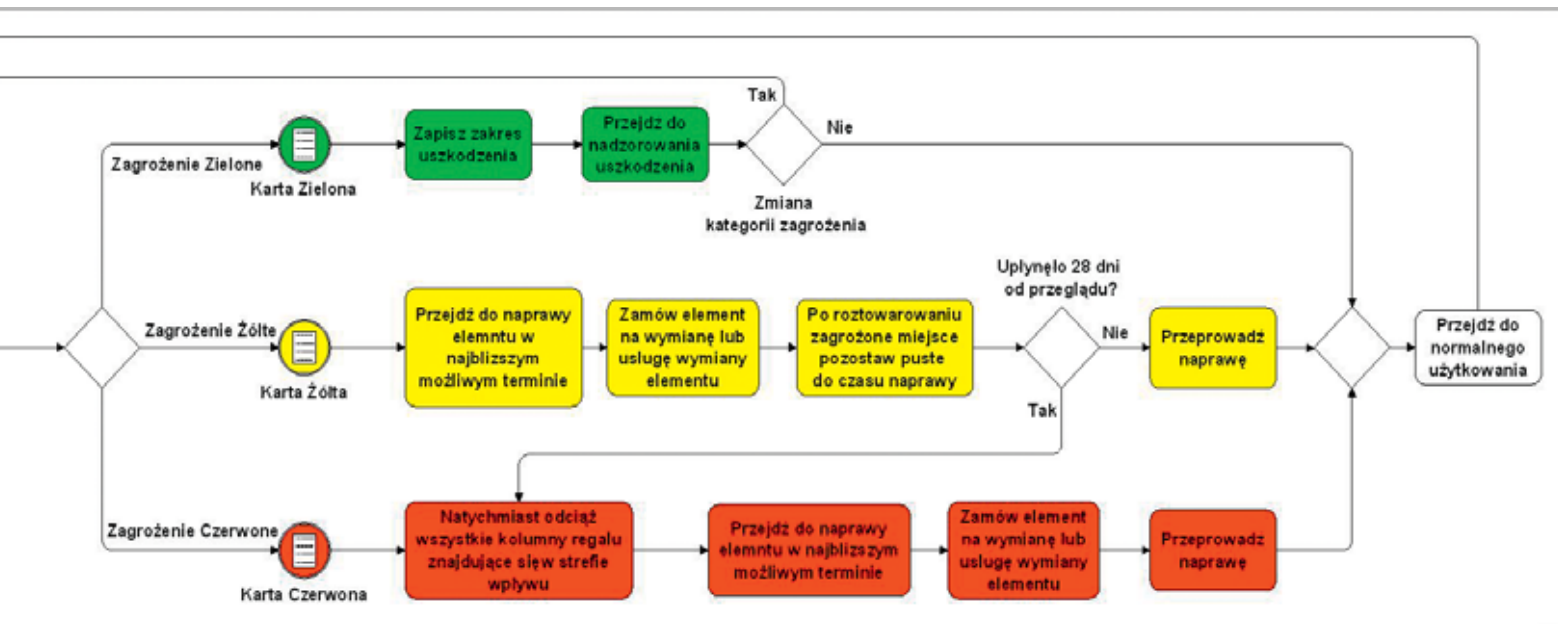 Tak
Nie
Zagrożenie Zielone
Karta Zielona
Zapisz zakres
uszkodzenia
Przejdź do
nadzorowania
uszkodzenia
Zmiana
kategorii zagrożenia
Zagrożenie Żółte
Karta Żółta
Przejdź do naprawy
elemntu w
najblizszym
możliwym terminie
Zamów element
na wymianę lub
usługę wymiany
elementu
Po roztowarowaniu
zagrożone miejsce
pozostaw puste
do czasu naprawy
Upłynęło 28 dni
od przeglądu?
Nie
Tak
Przeprowadź
naprawę
Przejdź do
normalnego
użytkowania
Zagrożenie Czerwone
Karta Czerwona
Natychmiast odciąż
wszystkie kolumny regału
znajdujące sięw strefie
wpływu
Przejdź do naprawy
elemntu w najblizszym
możliwym terminie
Zamów element
na wymianę lub
usługę wymiany
elementu
Przeprowadź
naprawę